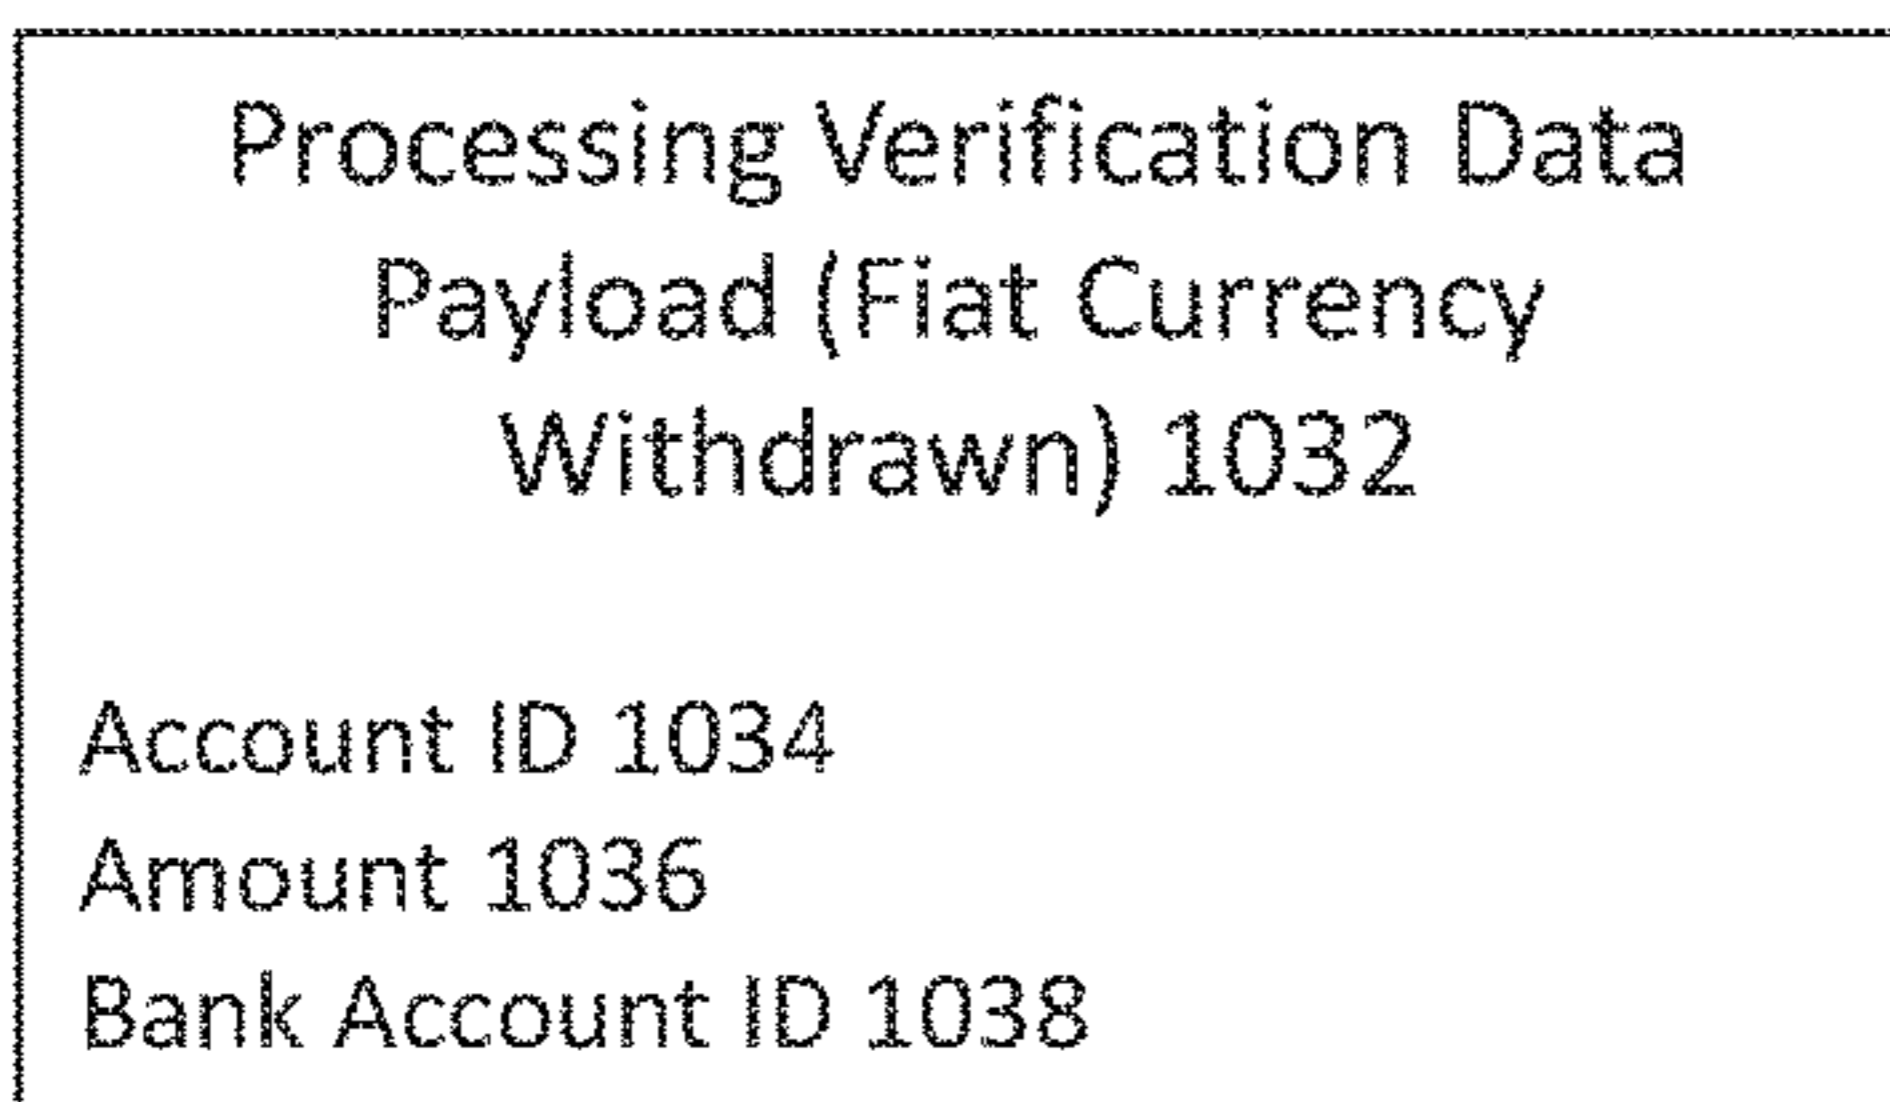 Processing Verification Data
Payload (Fiat Currency
Withdrawn) 1032
Account ID 1034
Amount 1036
Bank Account ID 1038